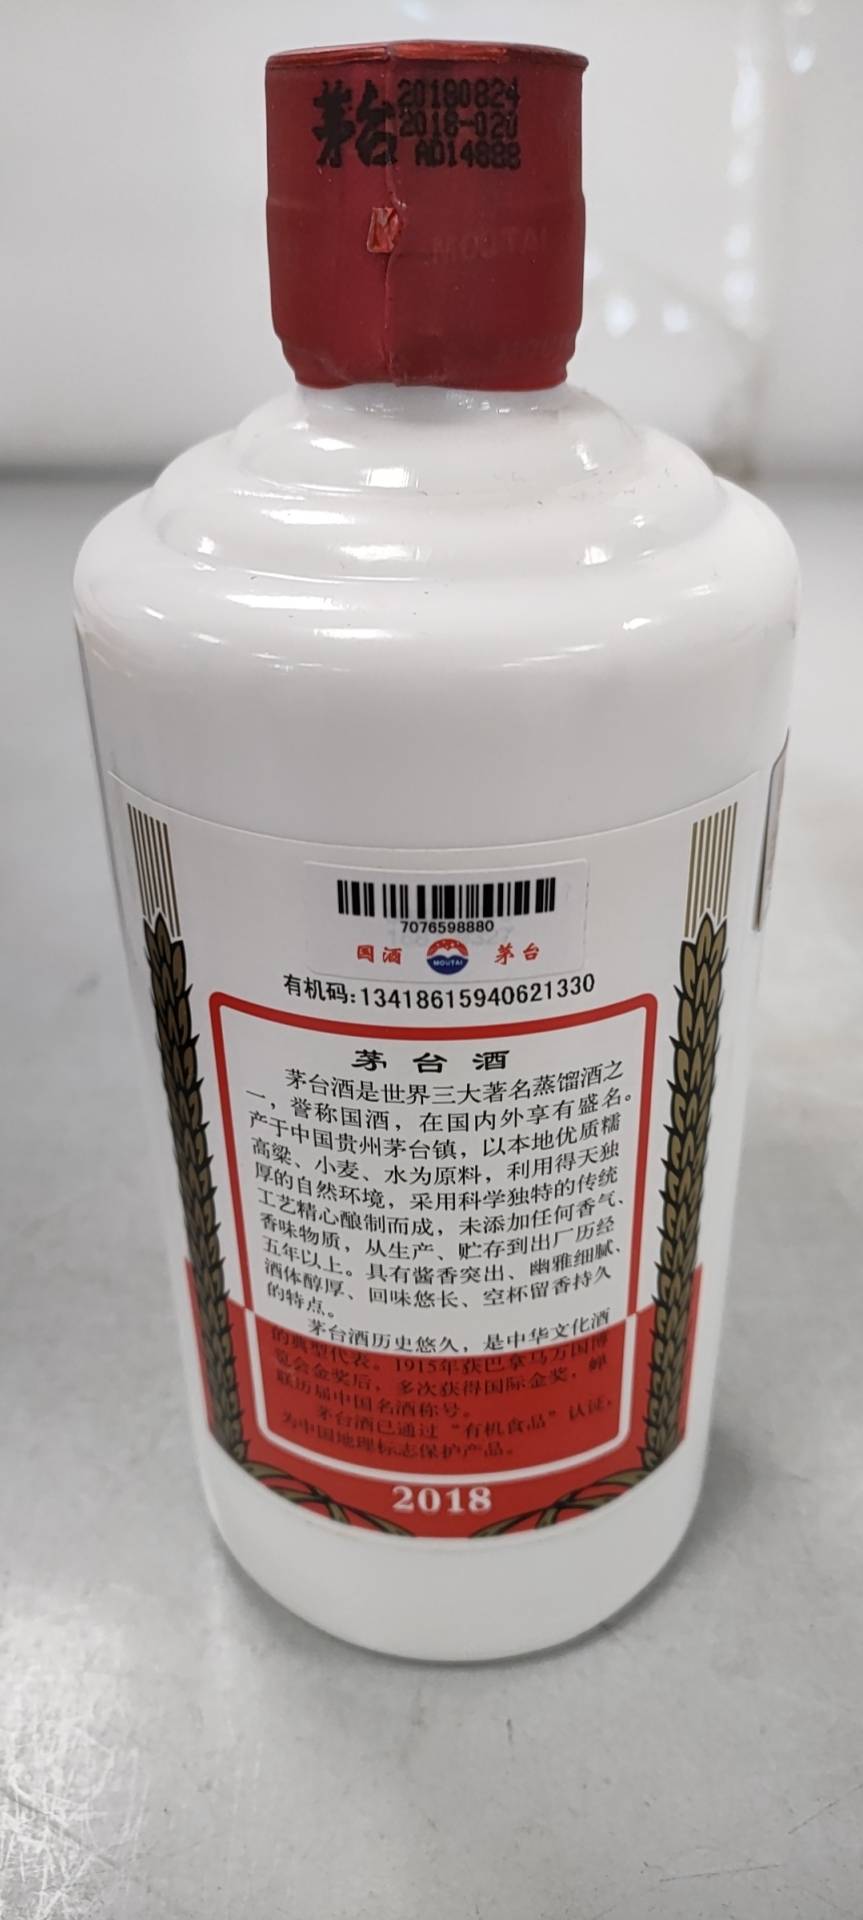 茅台
20180824
2018-020
AD14888
7076598880
国酒 MOUTAI 茅台
有机码:13418615940621330
茅台酒
茅台酒是世界三大著名蒸馏酒之
一，誉称国酒，在国内外享有盛名。
产于中国贵州茅台镇，以本地优质糯
高粱、小麦、水为原料，利用得天独
厚的自然环境，采用科学独特的传统
工艺精心酿制而成，未添加任何香气、
香味物质，从生产、贮存到出厂历经
五年以上。具有酱香突出、幽雅细腻、
酒体醇厚、回味悠长、空杯留香持久
的特点。
茅台酒历史悠久，是中华文化酒
的典型代表。1915年获巴拿马万国博
览会金奖后，多次获得国际金奖，蝉
联历届中国名酒称号。
茅台酒已通过“有机食品”认证，
为中国地理标志保护产品。
2018